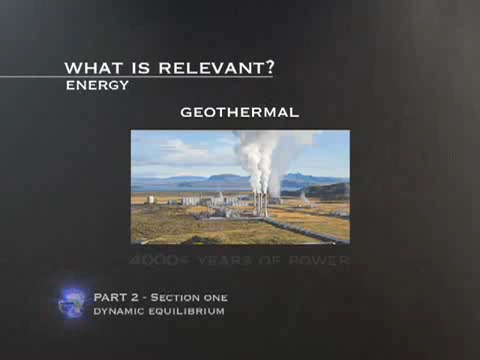 WHAT IS RELEVANT?
ENERGY
GEOTHERMAL
4000+ YEARS OF POWER
PART 2 - SECTION ONE
DYNAMIC EQUILIBRIUM